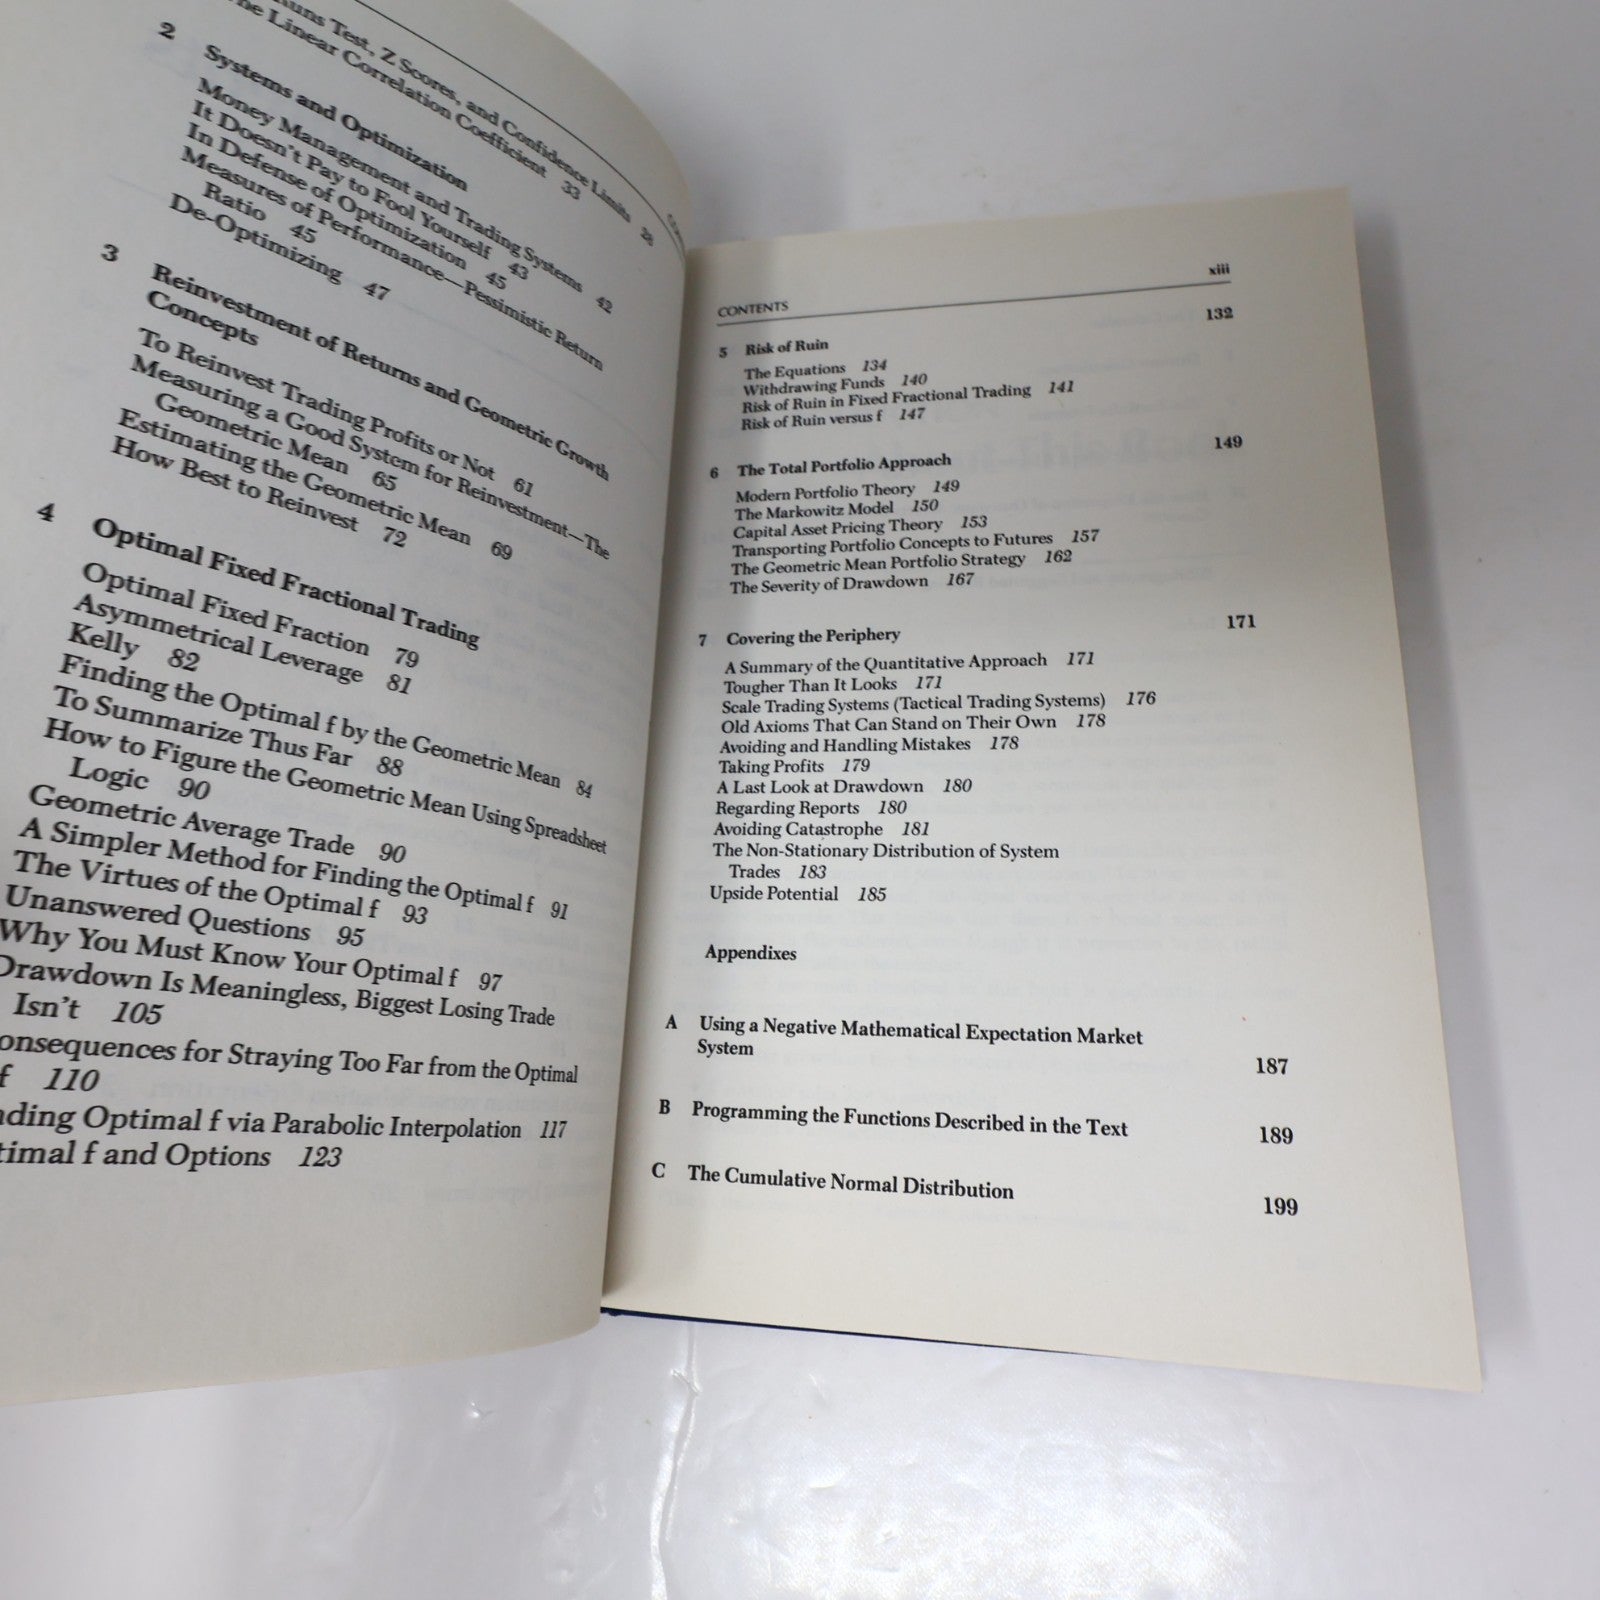 Test, Z Scores, and Confidence Limits 28
The Linear Correlation Coefficient 33
2 Systems and Optimization
Money Management and Trading Systems 42
It Doesn't Pay to Fool Yourself 43
In Defense of Optimization 45
Measures of Performance—Pessimistic Return
Ratio 45
De-Optimizing 47
3 Reinvestment of Returns and Geometric Growth
Concepts
To Reinvest Trading Profits or Not 61
Measuring a Good System for Reinvestment—The
Geometric Mean 65
Estimating the Geometric Mean 69
How Best to Reinvest 72
4 Optimal Fixed Fractional Trading
Optimal Fixed Fraction 79
Asymmetrical Leverage 81
Kelly 82
Finding the Optimal f by the Geometric Mean 84
To Summarize Thus Far 88
How to Figure the Geometric Mean Using Spreadsheet
Logic 90
Geometric Average Trade 90
A Simpler Method for Finding the Optimal f 91
The Virtues of the Optimal f 93
Unanswered Questions 95
Why You Must Know Your Optimal f 97
Drawdown Is Meaningless, Biggest Losing Trade
Isn't 105
onsequences for Straying Too Far from the Optimal
f 110
ding Optimal f via Parabolic Interpolation 117
timal f and Options 123
CONTENTS xiii
5 Risk of Ruin 132
The Equations 134
Withdrawing Funds 140
Risk of Ruin in Fixed Fractional Trading 141
Risk of Ruin versus f 147
6 The Total Portfolio Approach 149
Modern Portfolio Theory 149
The Markowitz Model 150
Capital Asset Pricing Theory 153
Transporting Portfolio Concepts to Futures 157
The Geometric Mean Portfolio Strategy 162
The Severity of Drawdown 167
7 Covering the Periphery 171
A Summary of the Quantitative Approach 171
Tougher Than It Looks 171
Scale Trading Systems (Tactical Trading Systems) 176
Old Axioms That Can Stand on Their Own 178
Avoiding and Handling Mistakes 178
Taking Profits 179
A Last Look at Drawdown 180
Regarding Reports 180
Avoiding Catastrophe 181
The Non-Stationary Distribution of System
Trades 183
Upside Potential 185
Appendixes
A Using a Negative Mathematical Expectation Market
System 187
B Programming the Functions Described in the Text 189
C The Cumulative Normal Distribution 199